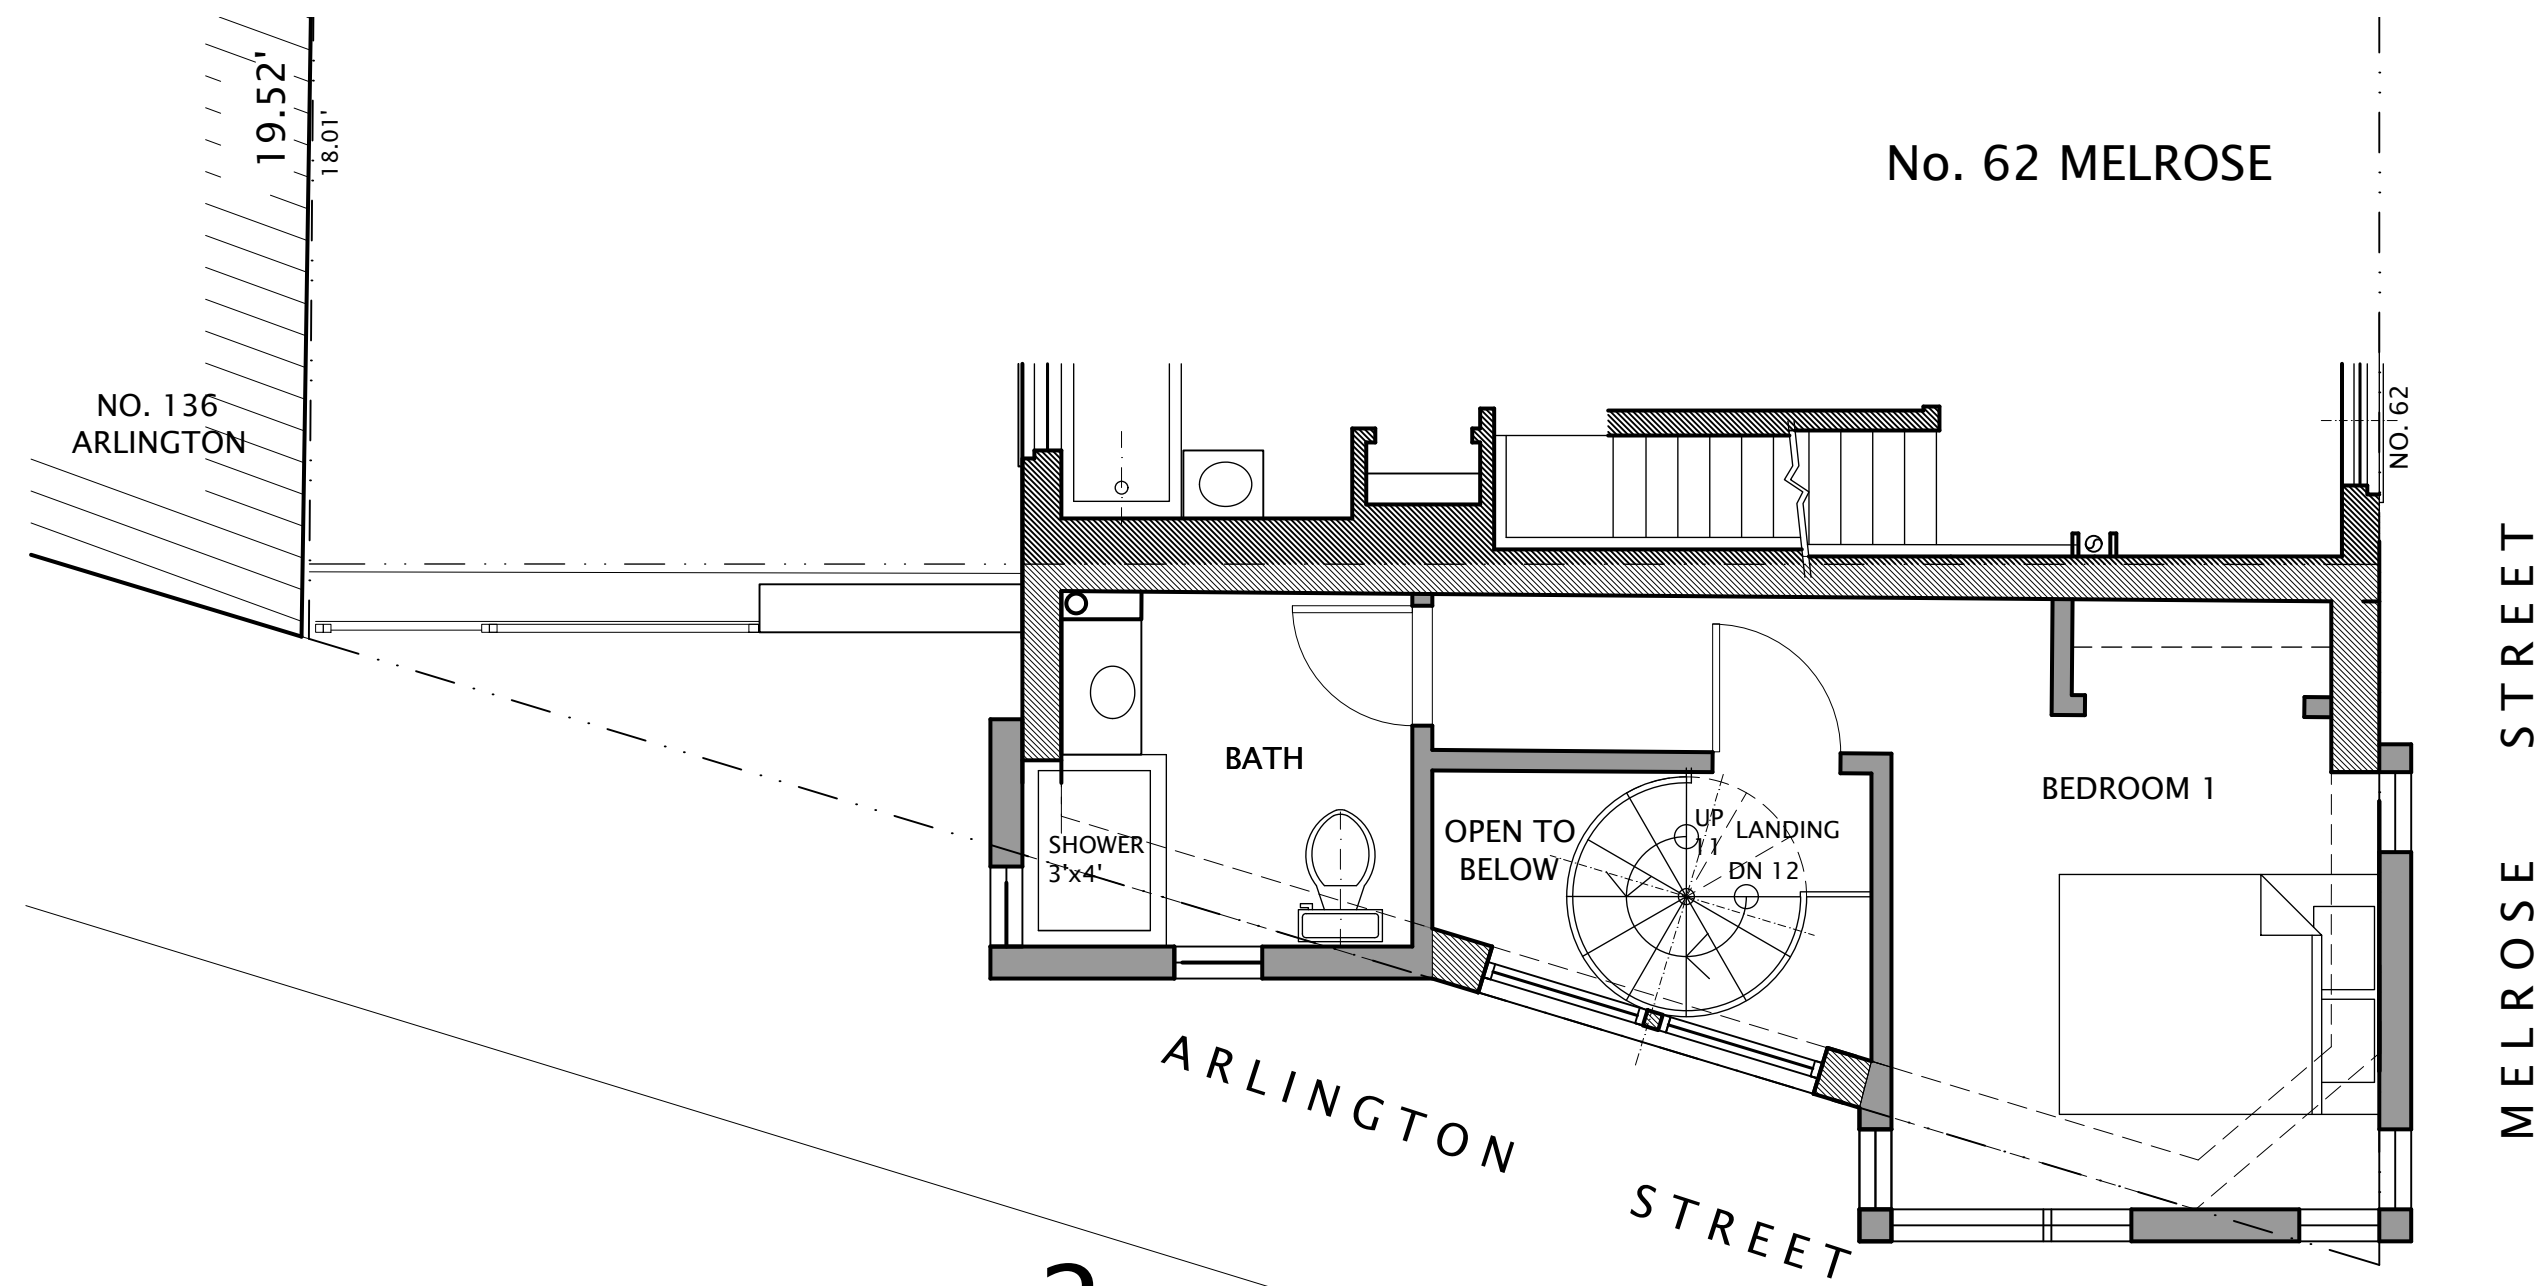 19.52'
18.01'
No. 62 MELROSE
NO. 136
ARLINGTON
NO. 62
BATH
SHOWER
3'x4'
OPEN TO
BELOW
UP
11
LANDING
DN 12
BEDROOM 1
MELROSE STREET
ARLINGTON STREET